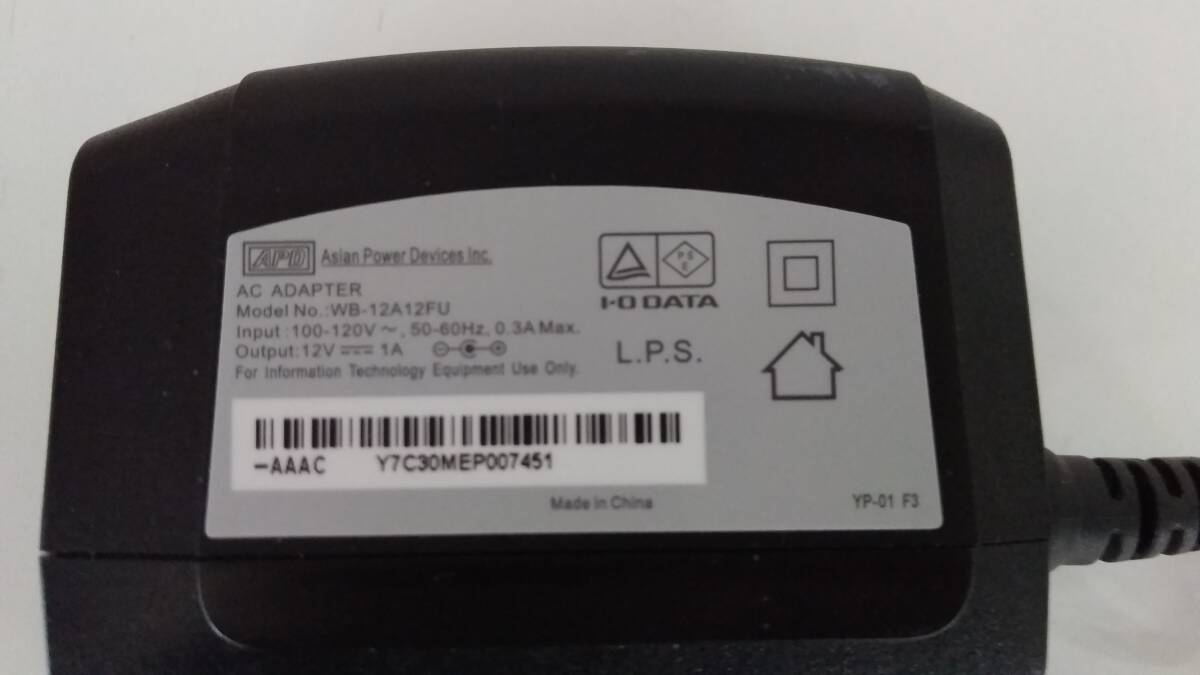 APD Asian Power Devices Inc.
AC ADAPTER
Model No.:WB-12A12FU
Input :100-120V～, 50-60Hz, 0.3A Max.
Output:12V⎓ 1A
For Information Technology Equipment Use Only.
P S
E
I-O DATA
L.P.S.
-AAAC Y7C30MEP007451
Made in China
YP-01 F3